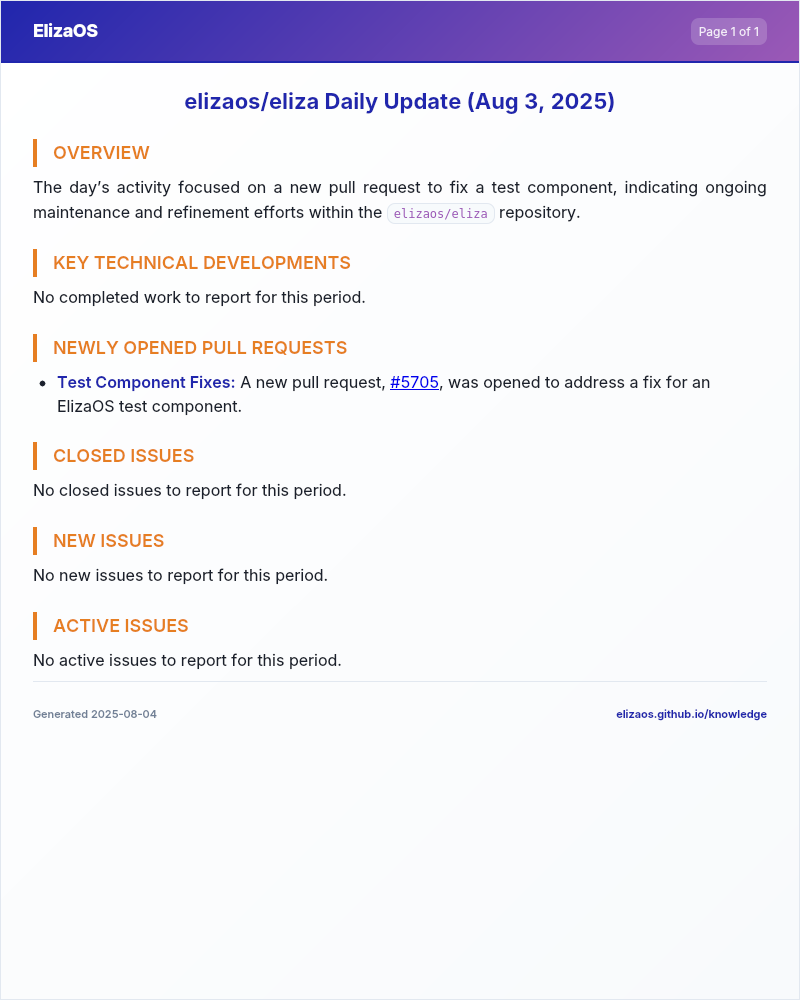 ElizaOS
Page 1 of 1
elizaos/eliza Daily Update (Aug 3, 2025)
OVERVIEW
The day’s activity focused on a new pull request to fix a test component, indicating ongoing
maintenance and refinement efforts within the elizaos/eliza repository.
KEY TECHNICAL DEVELOPMENTS
No completed work to report for this period.
NEWLY OPENED PULL REQUESTS
• Test Component Fixes: A new pull request, #5705, was opened to address a fix for an
ElizaOS test component.
CLOSED ISSUES
No closed issues to report for this period.
NEW ISSUES
No new issues to report for this period.
ACTIVE ISSUES
No active issues to report for this period.
Generated 2025-08-04
elizaos.github.io/knowledge